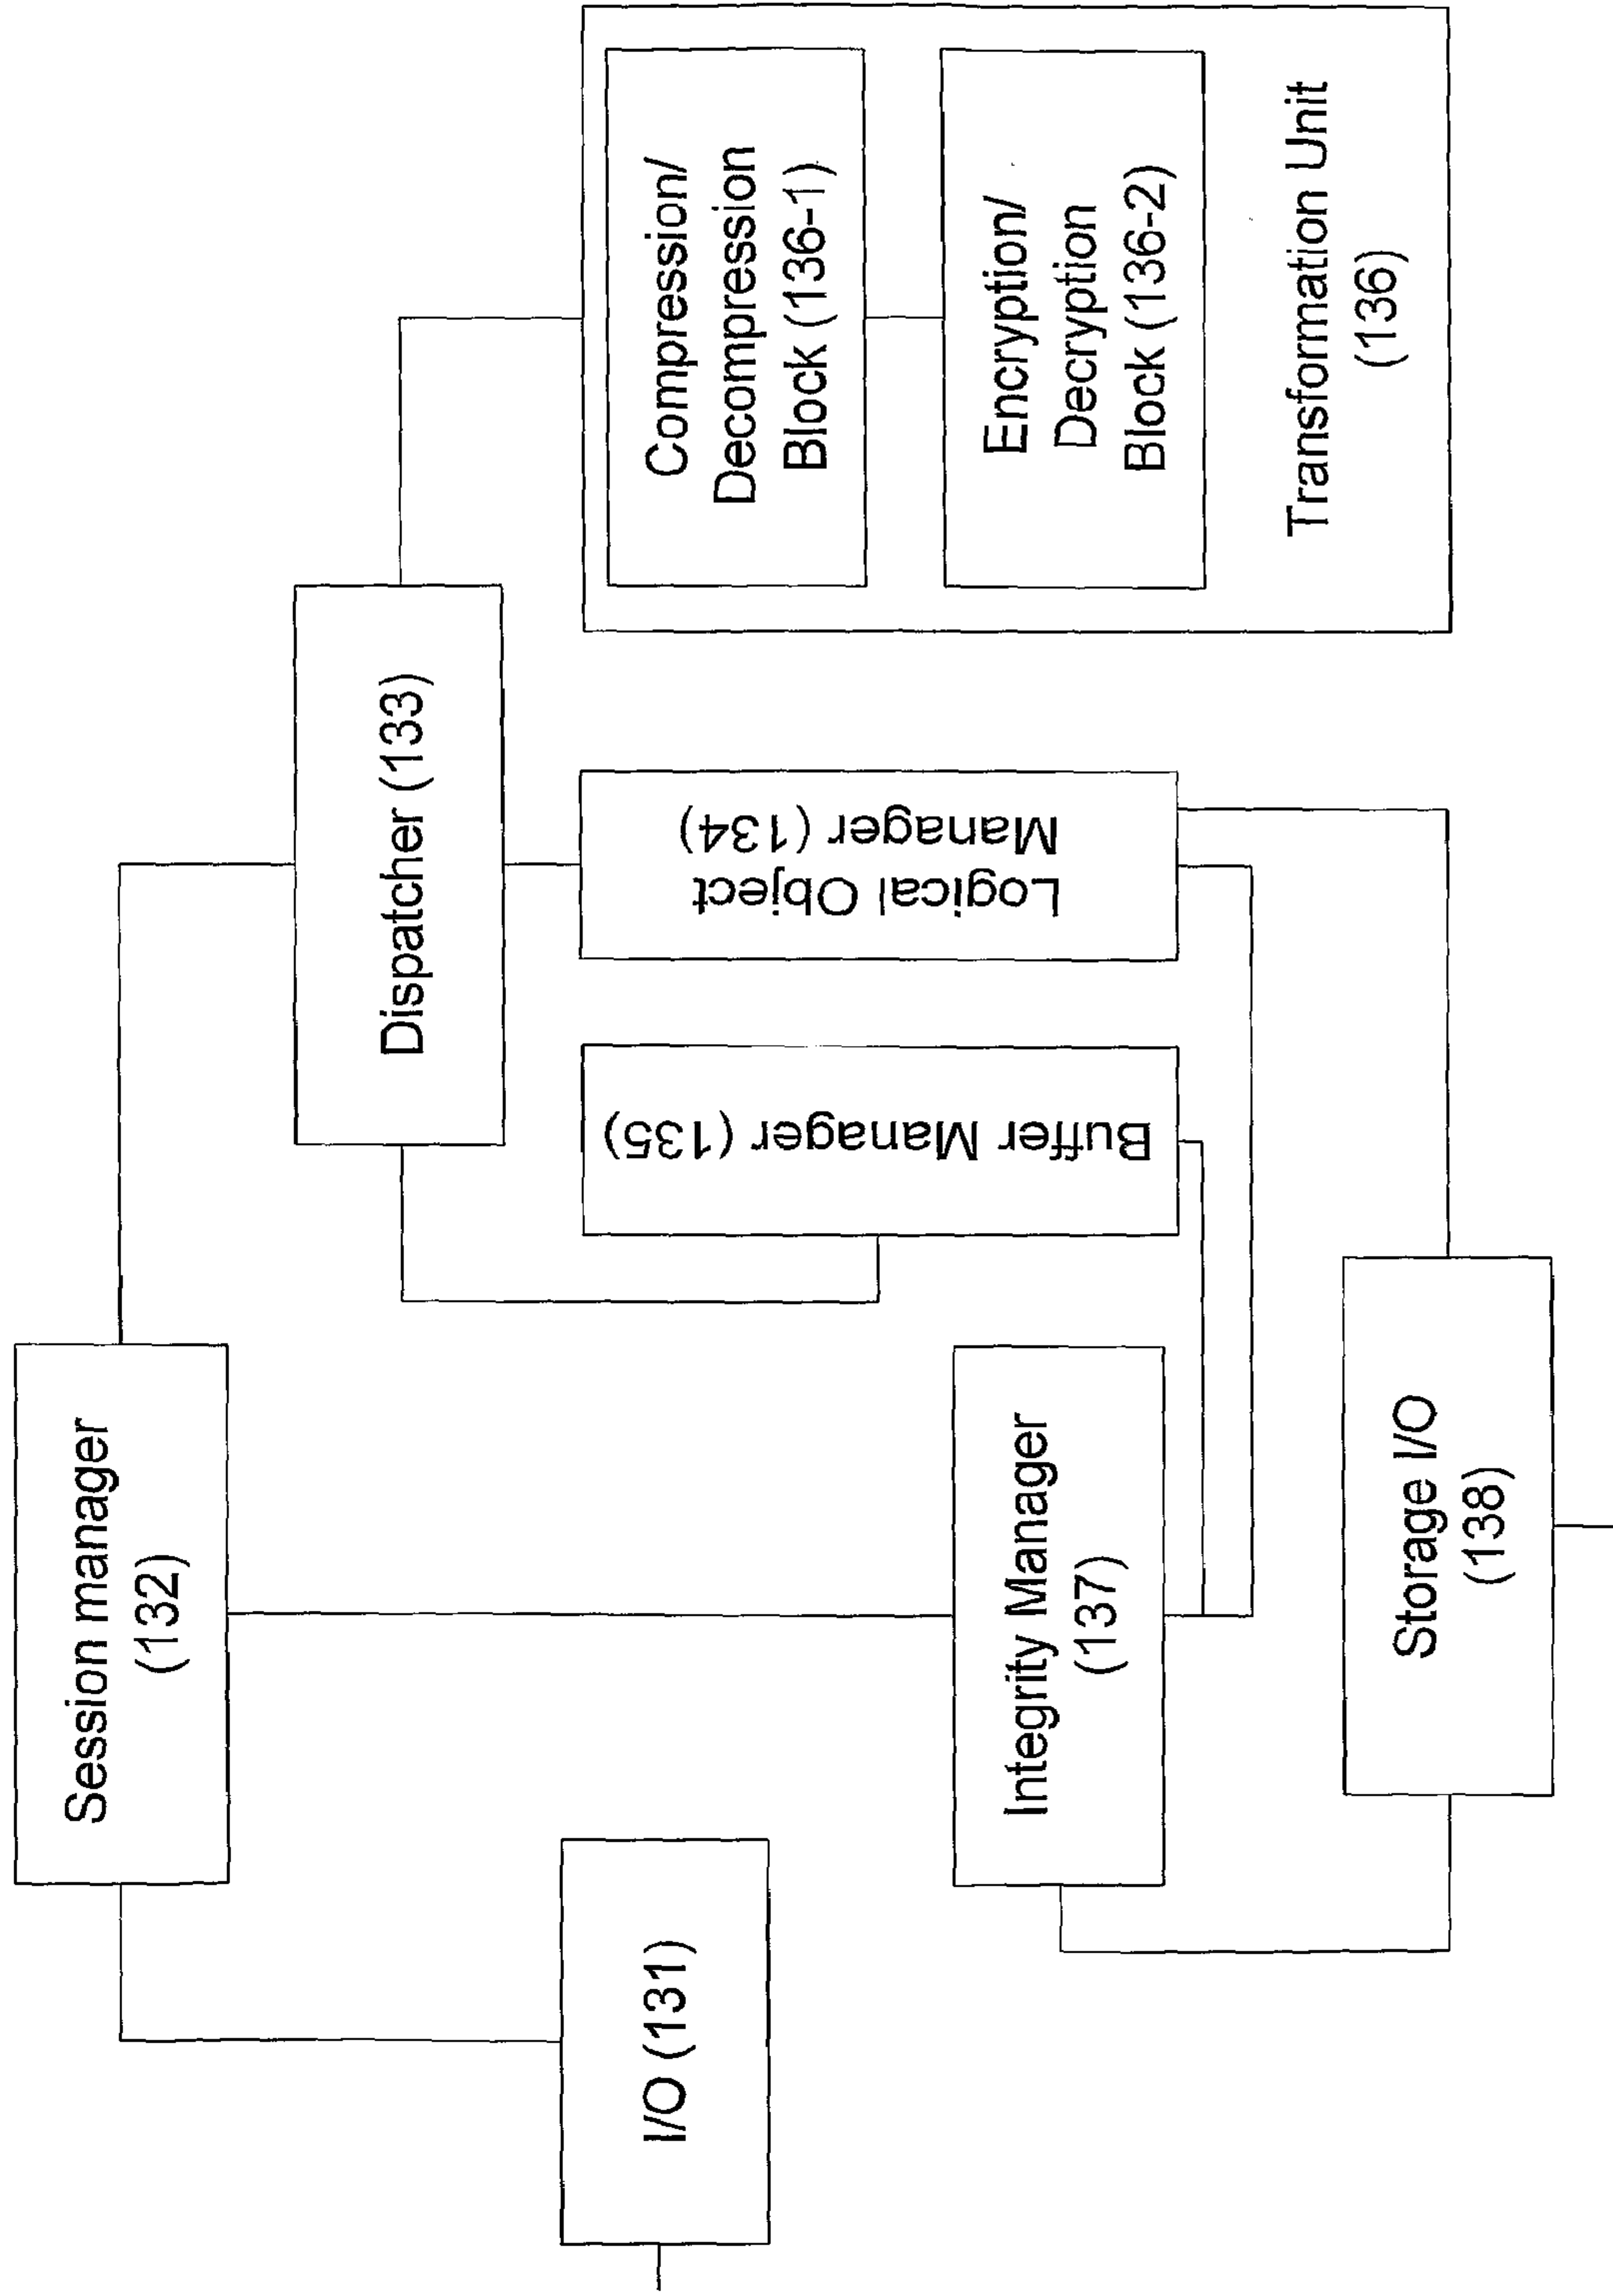 Session manager
(132)
Dispatcher (133)
I/O (131)
Buffer Manager (135)
Logical Object
Manager (134)
Compression/
Decompression
Block (136-1)
Encryption/
Decryption
Block (136-2)
Transformation Unit
(136)
Integrity Manager
(137)
Storage I/O
(138)